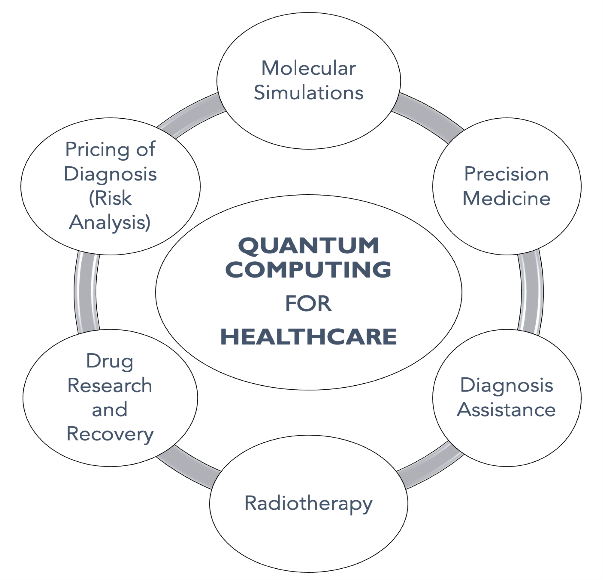 Molecular
Simulations
Pricing of
Diagnosis
(Risk
Analysis)
Precision
Medicine
QUANTUM
COMPUTING
FOR
HEALTHCARE
Drug
Research
and
Recovery
Diagnosis
Assistance
Radiotherapy